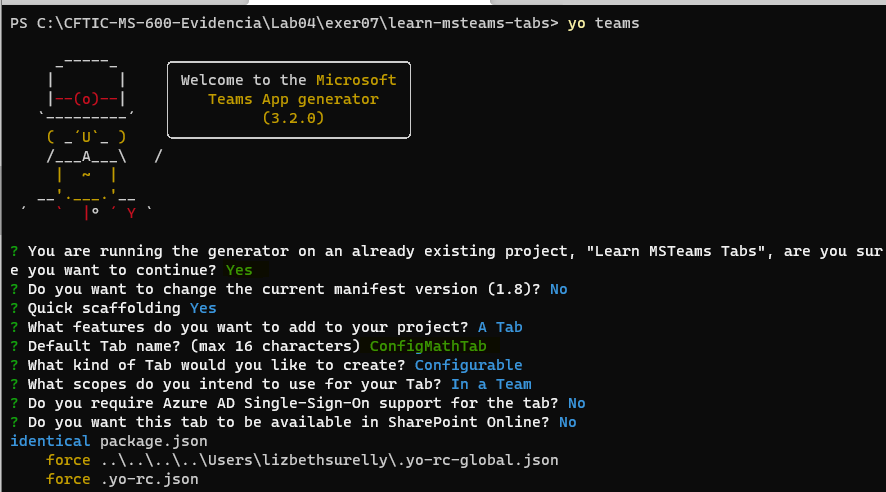 PS C:\CFTIC-MS-600-Evidencia\Lab04\exer07\learn-msteams-tabs> yo teams
     _-----_
    |       |
    |--(o)--|
   `---------´
    ( _´U`_ )
    /___A___\   /
     |  ~  |
   __'.___.'__
 ´   `  |° ´ Y `
Welcome to the Microsoft
Teams App generator
(3.2.0)
? You are running the generator on an already existing project, "Learn MSTeams Tabs", are you sur
e you want to continue? Yes
? Do you want to change the current manifest version (1.8)? No
? Quick scaffolding Yes
? What features do you want to add to your project? A Tab
? Default Tab name? (max 16 characters) ConfigMathTab
? What kind of Tab would you like to create? Configurable
? What scopes do you intend to use for your Tab? In a Team
? Do you require Azure AD Single-Sign-On support for the tab? No
? Do you want this tab to be available in SharePoint Online? No
identical package.json
    force ..\..\..\..\Users\lizbethsurelly\.yo-rc-global.json
    force .yo-rc.json